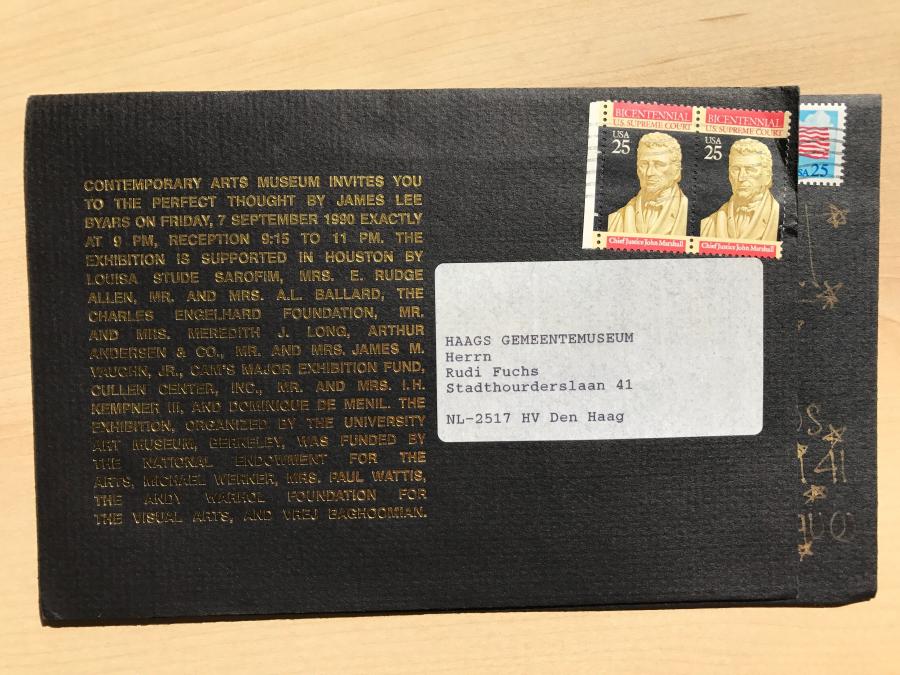 CONTEMPORARY ARTS MUSEUM INVITES YOU
TO THE PERFECT THOUGHT BY JAMES LEE
BYARS ON FRIDAY, 7 SEPTEMBER 1990 EXACTLY
AT 9 PM, RECEPTION 9:15 TO 11 PM. THE
EXHIBITION IS SUPPORTED IN HOUSTON BY
LOUISA STUDE SAROFIM, MRS. E. RUDGE
ALLEN, MR. AND MRS. A.L. BALLARD, THE
CHARLES ENGELHARD FOUNDATION, MR.
AND MRS. MEREDITH J. LONG, ARTHUR
ANDERSEN & CO., MR. AND MRS. JAMES M.
VAUGHN, JR., CAM'S MAJOR EXHIBITION FUND,
CULLEN CENTER, INC., MR. AND MRS. I.H.
KEMPNER III, AND DOMINIQUE DE MENIL. THE
EXHIBITION, ORGANIZED BY THE UNIVERSITY
ART MUSEUM, BERKELEY, WAS FUNDED BY
THE NATIONAL ENDOWMENT FOR THE
ARTS, MICHAEL WERNER, MRS. PAUL WATTIS,
THE ANDY WARHOL FOUNDATION FOR
THE VISUAL ARTS, AND VREJ BAGHOOMIAN.
BICENTENNIAL
U.S. SUPREME COURT
USA
25
Chief Justice John Marshall
BICENTENNIAL
U.S. SUPREME COURT
USA
25
Chief Justice John Marshall
USA 25
HAAGS GEMEENTEMUSEUM
Herrn
Rudi Fuchs
Stadthourderslaan 41
NL-2517 HV Den Haag
41